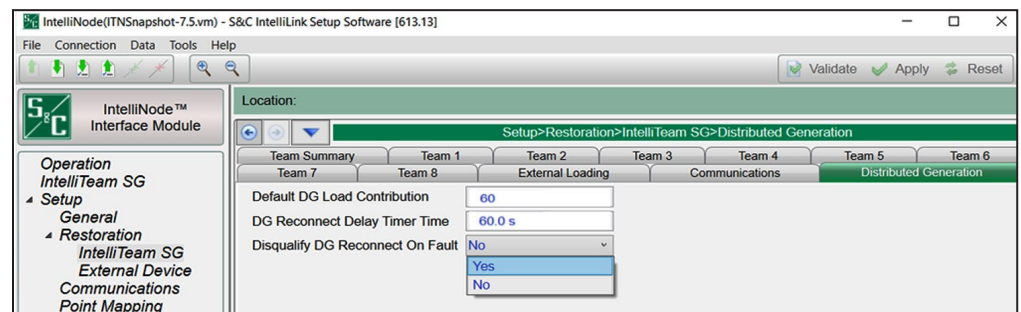 IntelliNode(ITNSnapshot-7.5.vm) - S&C IntelliLink Setup Software [613.13]
File Connection Data Tools Help
Validate Apply Reset
S&C
IntelliNode™
Interface Module
Location:
Setup>Restoration>IntelliTeam SG>Distributed Generation
Team Summary Team 1 Team 2 Team 3 Team 4 Team 5 Team 6
Team 7 Team 8 External Loading Communications Distributed Generation
Operation
IntelliTeam SG
Setup
General
Restoration
IntelliTeam SG
External Device
Communications
Point Mapping
Default DG Load Contribution 60
DG Reconnect Delay Timer Time 60.0 s
Disqualify DG Reconnect On Fault No
Yes
No